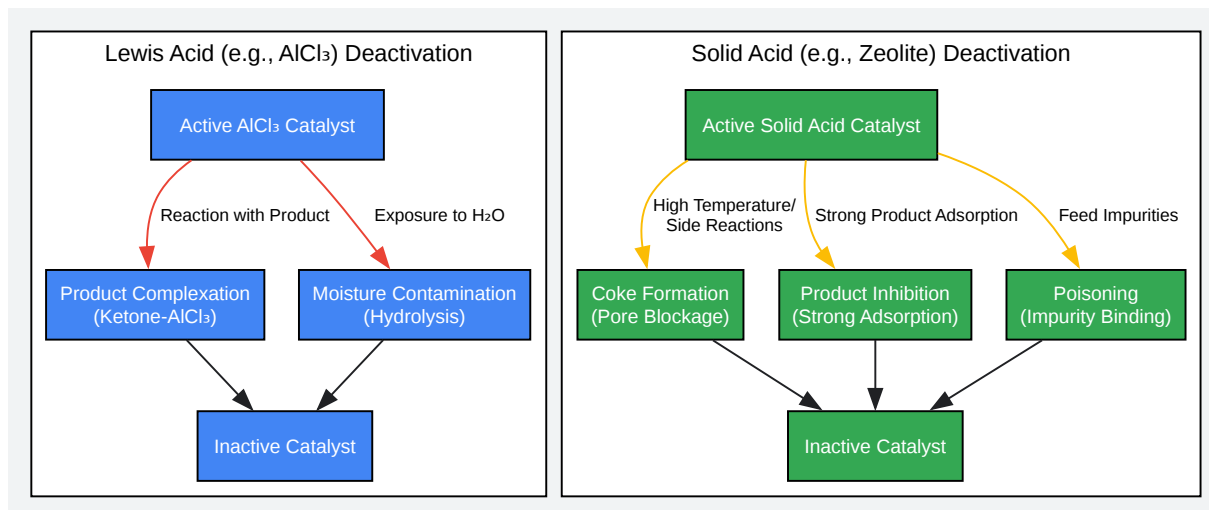 Lewis Acid (e.g., AlCl₃) Deactivation
Active AlCl₃ Catalyst
Reaction with Product
Exposure to H₂O
Product Complexation
(Ketone-AlCl₃)
Moisture Contamination
(Hydrolysis)
Inactive Catalyst
Solid Acid (e.g., Zeolite) Deactivation
Active Solid Acid Catalyst
High Temperature/
Side Reactions
Strong Product Adsorption
Feed Impurities
Coke Formation
(Pore Blockage)
Product Inhibition
(Strong Adsorption)
Poisoning
(Impurity Binding)
Inactive Catalyst